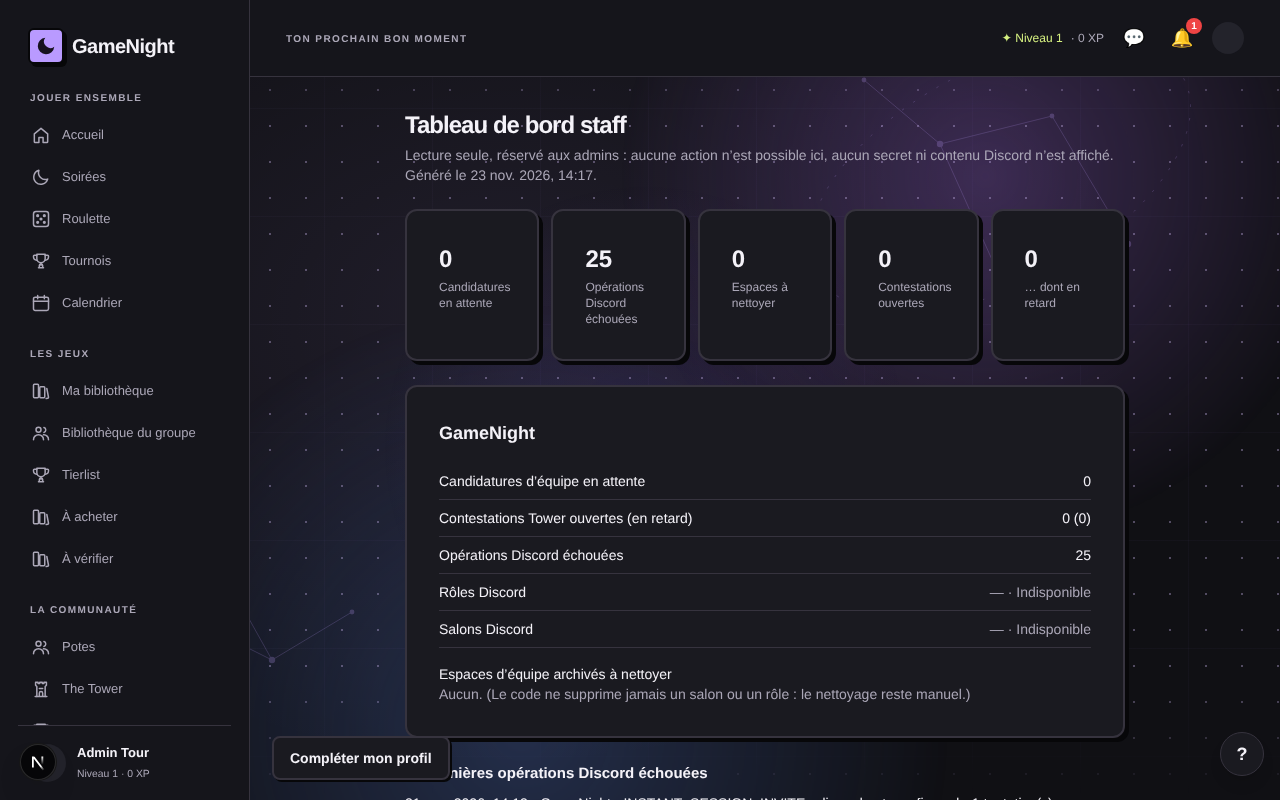 GameNight
JOUER ENSEMBLE
Accueil
Soirées
Roulette
Tournois
Calendrier
LES JEUX
Ma bibliothèque
Bibliothèque du groupe
Tierlist
À acheter
À vérifier
LA COMMUNAUTÉ
Potes
The Tower
N
Admin Tour
Niveau 1 · 0 XP
TON PROCHAIN BON MOMENT
✦ Niveau 1 · 0 XP
1
Tableau de bord staff
Lecture seule, réservé aux admins : aucune action n'est possible ici, aucun secret ni contenu Discord n'est affiché.
Généré le 23 nov. 2026, 14:17.
0
Candidatures
en attente
25
Opérations
Discord
échouées
0
Espaces à
nettoyer
0
Contestations
ouvertes
0
… dont en
retard
GameNight
Candidatures d'équipe en attente 0
Contestations Tower ouvertes (en retard) 0 (0)
Opérations Discord échouées 25
Rôles Discord — · Indisponible
Salons Discord — · Indisponible
Espaces d'équipe archivés à nettoyer
Aucun. (Le code ne supprime jamais un salon ou un rôle : le nettoyage reste manuel.)
Compléter mon profil
nières opérations Discord échouées
?